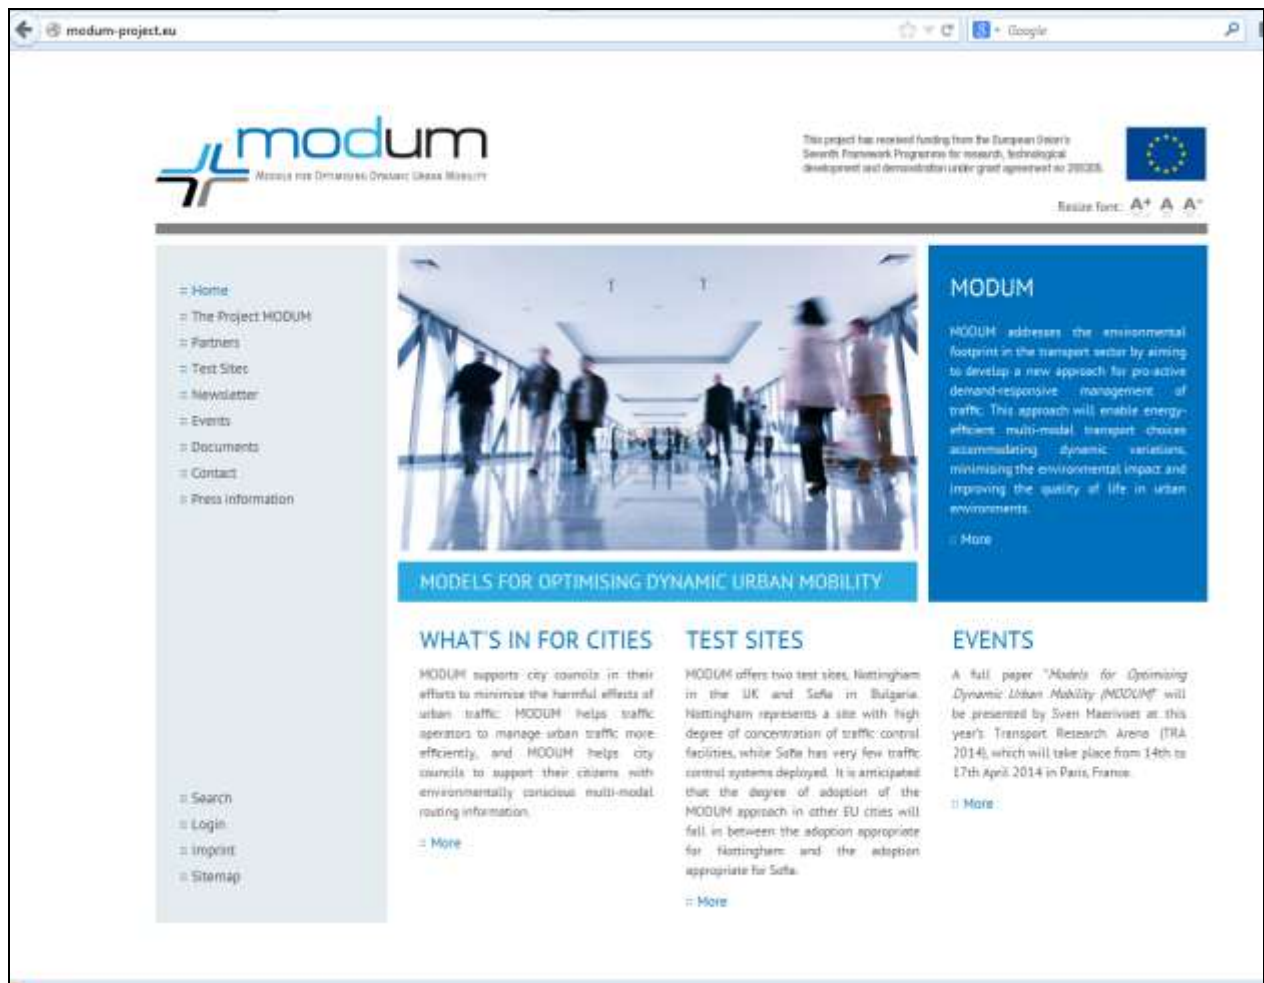 modum-project.eu
Google
modum
MODELS FOR OPTIMISING DYNAMIC URBAN MOBILITY
This project has received funding from the European Union's
Seventh Framework Programme for research, technological
development and demonstration under grant agreement no
Resize font: A+ A A-
:: Home
:: The Project MODUM
:: Partners
:: Test Sites
:: Newsletter
:: Events
:: Documents
:: Contact
:: Press information
:: Search
:: Login
:: Imprint
:: Sitemap
MODELS FOR OPTIMISING DYNAMIC URBAN MOBILITY
MODUM
MODUM addresses the environmental
footprint in the transport sector by aiming
to develop a new approach for pro-active
demand-responsive management of
traffic. This approach will enable energy-
efficient multi-modal transport choices
accommodating dynamic variations,
minimising the environmental impact and
improving the quality of life in urban
environments.
:: More
WHAT'S IN FOR CITIES
MODUM supports city councils in their
efforts to minimise the harmful effects of
urban traffic. MODUM helps traffic
operators to manage urban traffic more
efficiently, and MODUM helps city
councils to support their citizens with
environmentally conscious multi-modal
routing information.
:: More
TEST SITES
MODUM offers two test sites, Nottingham
in the UK and Sofia in Bulgaria.
Nottingham represents a site with high
degree of concentration of traffic control
facilities, while Sofia has very few traffic
control systems deployed. It is anticipated
that the degree of adoption of the
MODUM approach in other EU cities will
fall in between the adoption appropriate
for Nottingham and the adoption
appropriate for Sofia.
:: More
EVENTS
A full paper "Models for Optimising
Dynamic Urban Mobility (MODUM)" will
be presented by Sven Maerivoet at this
year's Transport Research Arena (TRA
2014), which will take place from 14th to
17th April 2014 in Paris, France.
:: More